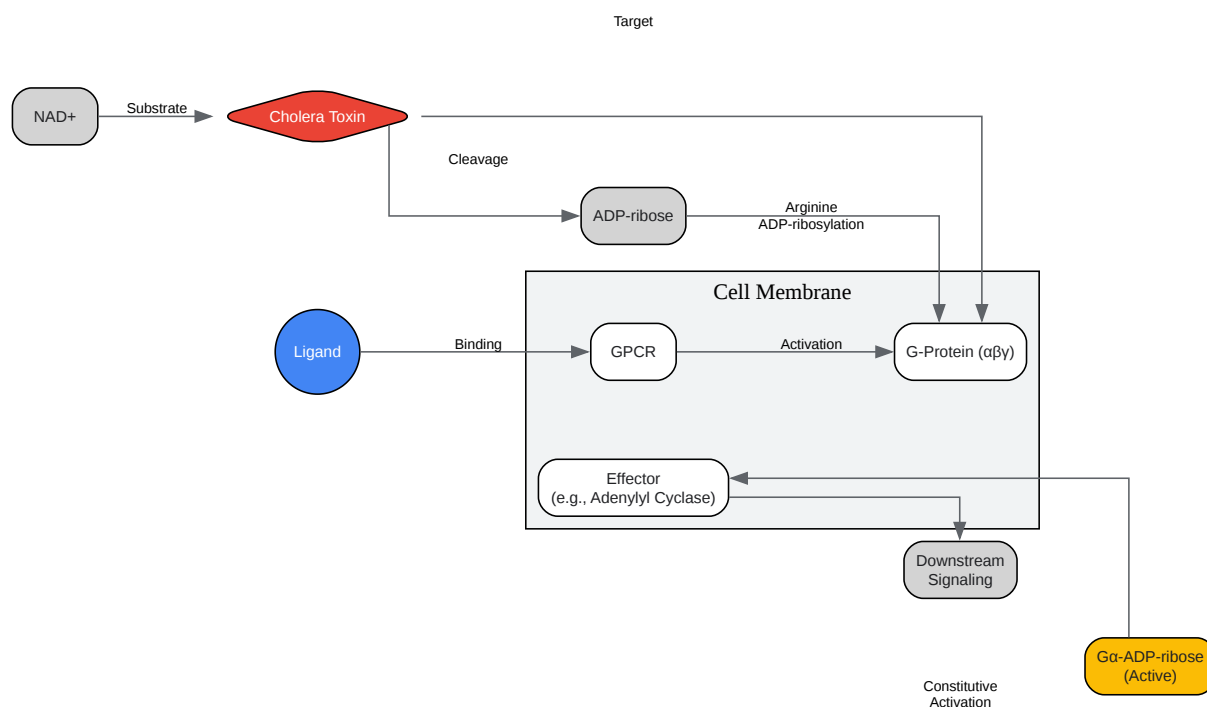 Target
NAD+
Substrate
Cholera Toxin
Cleavage
ADP-ribose
Arginine
ADP-ribosylation
Cell Membrane
Ligand
Binding
GPCR
Activation
G-Protein (αβγ)
Effector
(e.g., Adenylyl Cyclase)
Downstream
Signaling
Gα-ADP-ribose
(Active)
Constitutive
Activation